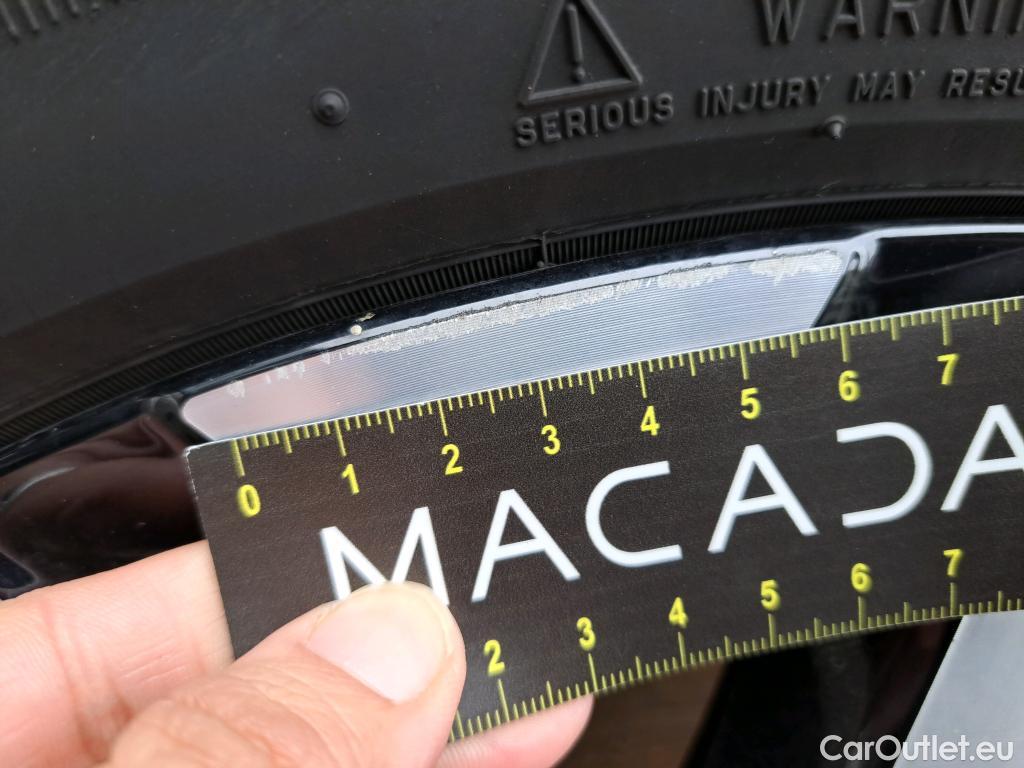 WARNIN
SERIOUS INJURY MAY RESU
0 1 2 3 4 5 6 7
MACADA
2 3 4 5 6 7
CarOutlet.eu